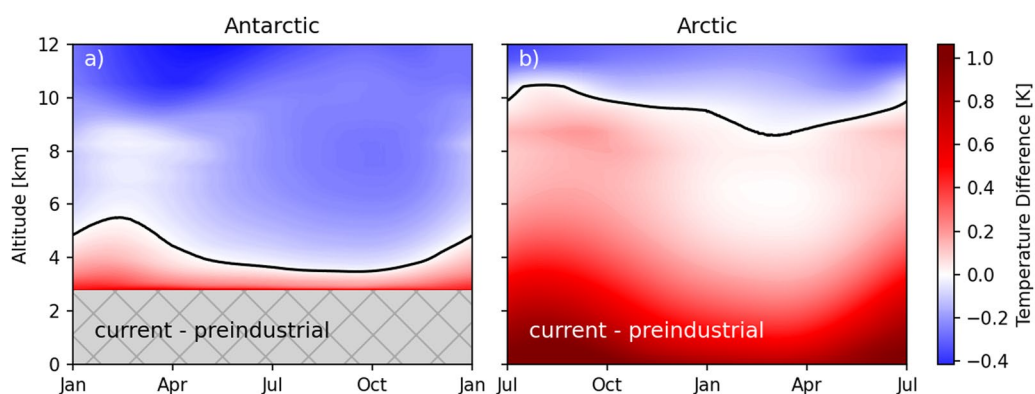 Antarctic
Arctic
a)
b)
12
10
8
6
4
2
0
Altitude [km]
current - preindustrial
current - preindustrial
Jan
Apr
Jul
Oct
Jan
Jul
Oct
Jan
Apr
Jul
1.0
0.8
0.6
0.4
0.2
0.0
−0.2
−0.4
Temperature Difference [K]